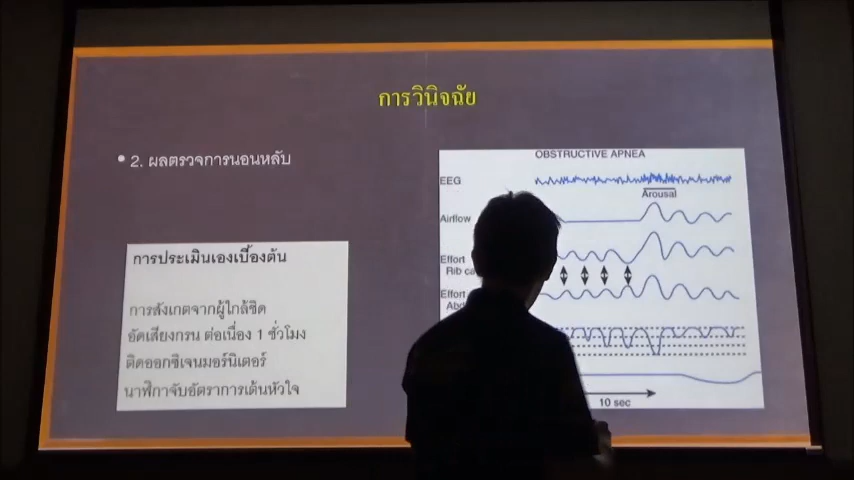 การวินิจฉัย
• 2. ผลตรวจการนอนหลับ
การประเมินเองเบื้องต้น
การสังเกตจากผู้ใกล้ชิด
อัดเสียงกรน ต่อเนื่อง 1 ชั่วโมง
ติดออกซิเจนมอร์นิเตอร์
นาฬิกาจับอัตราการเต้นหัวใจ
OBSTRUCTIVE APNEA
EEG
Arousal
Airflow
Effort
Rib
Effort
10 sec